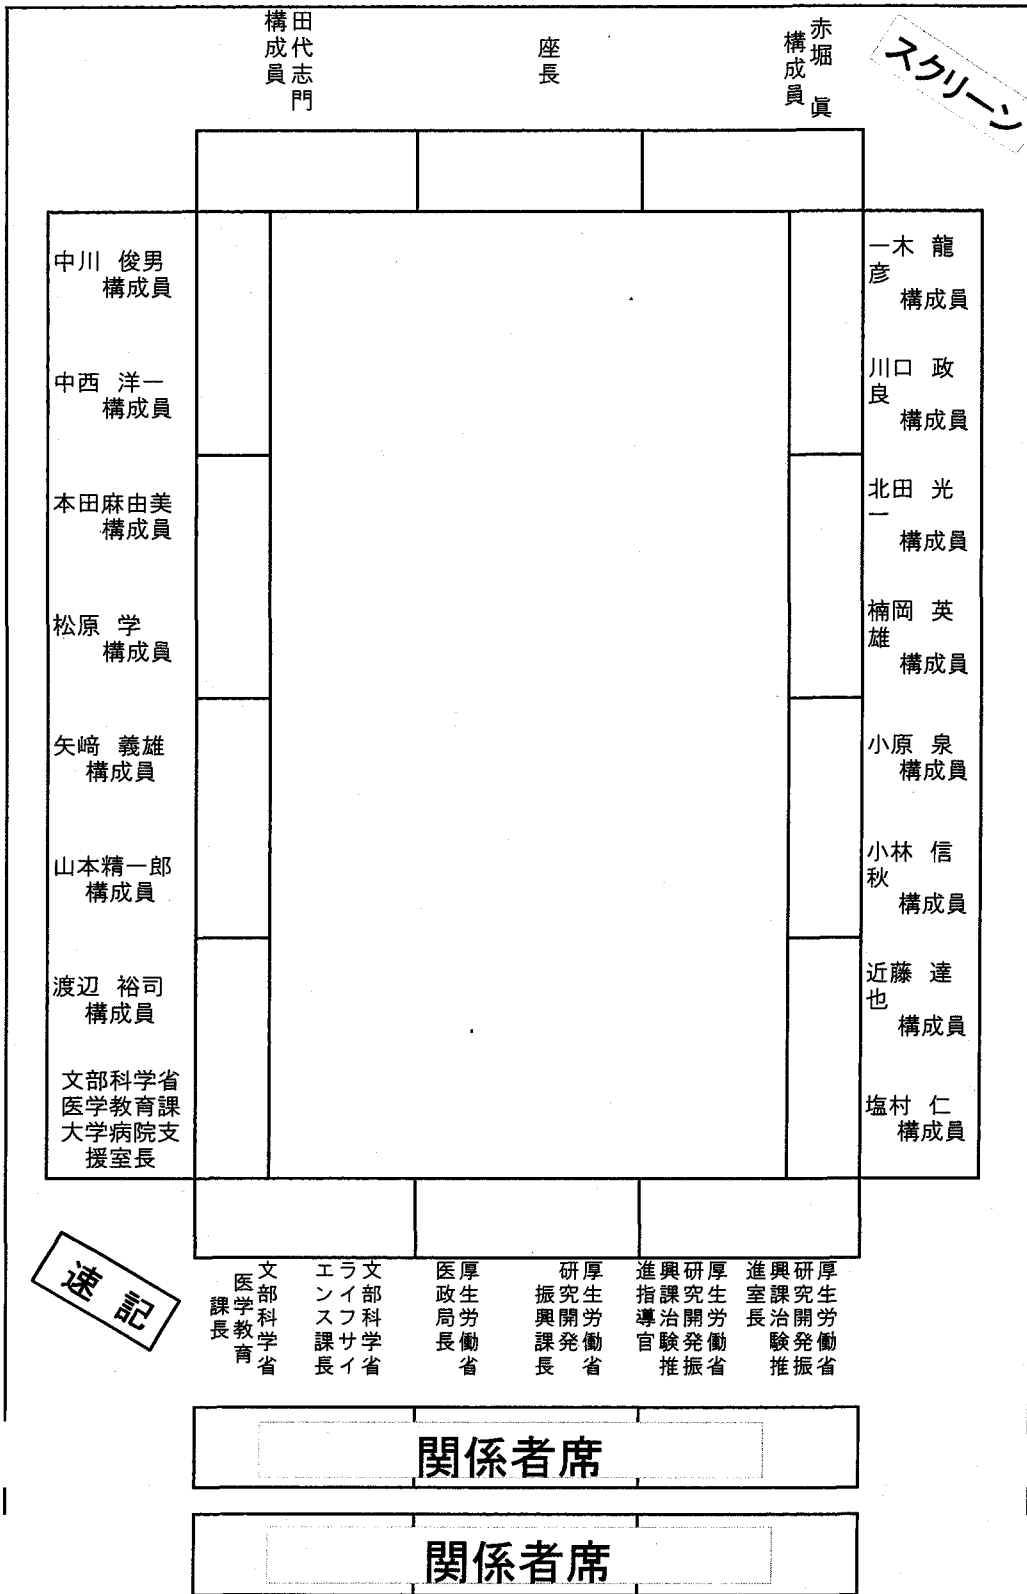 田代志門
構成員
座長
赤堀 眞
構成員
スクリーン
中川 俊男
構成員
中西 洋一
構成員
本田麻由美
構成員
松原 学
構成員
矢﨑 義雄
構成員
山本精一郎
構成員
渡辺 裕司
構成員
文部科学省
医学教育課
大学病院支
援室長
一木 龍
彦
構成員
川口 政
良
構成員
北田 光
一
構成員
楠岡 英
雄
構成員
小原 泉
構成員
小林 信
秋
構成員
近藤 達
也
構成員
塩村 仁
構成員
速記
文部科学省
医学教育
課長
文部科学省
ライフサイ
エンス課長
厚生労働省
医政局長
厚生労働省
研究開発
振興課長
厚生労働省
研究開発振
興課治験推
進指導官
厚生労働省
研究開発振
興課治験推
進室長
関係者席
関係者席